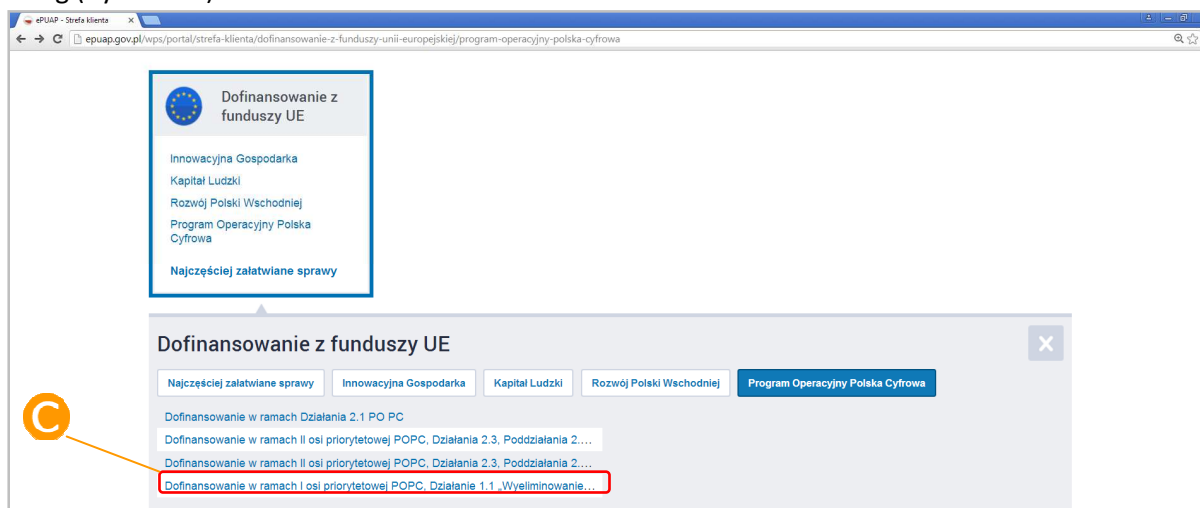 ePUAP - Strefa klienta
epuap.gov.pl/wps/portal/strefa-klienta/dofinansowanie-z-funduszy-unii-europejskiej/program-operacyjny-polska-cyfrowa
Dofinansowanie z
funduszy UE
Innowacyjna Gospodarka
Kapitał Ludzki
Rozwój Polski Wschodniej
Program Operacyjny Polska
Cyfrowa
Najczęściej załatwiane sprawy
Dofinansowanie z funduszy UE
Najczęściej załatwiane sprawy Innowacyjna Gospodarka Kapitał Ludzki Rozwój Polski Wschodniej Program Operacyjny Polska Cyfrowa
Dofinansowanie w ramach Działania 2.1 PO PC
C
Dofinansowanie w ramach II osi priorytetowej POPC, Działania 2.3, Poddziałania 2....
Dofinansowanie w ramach II osi priorytetowej POPC, Działania 2.3, Poddziałania 2....
Dofinansowanie w ramach I osi priorytetowej POPC, Działanie 1.1 „Wyeliminowanie...